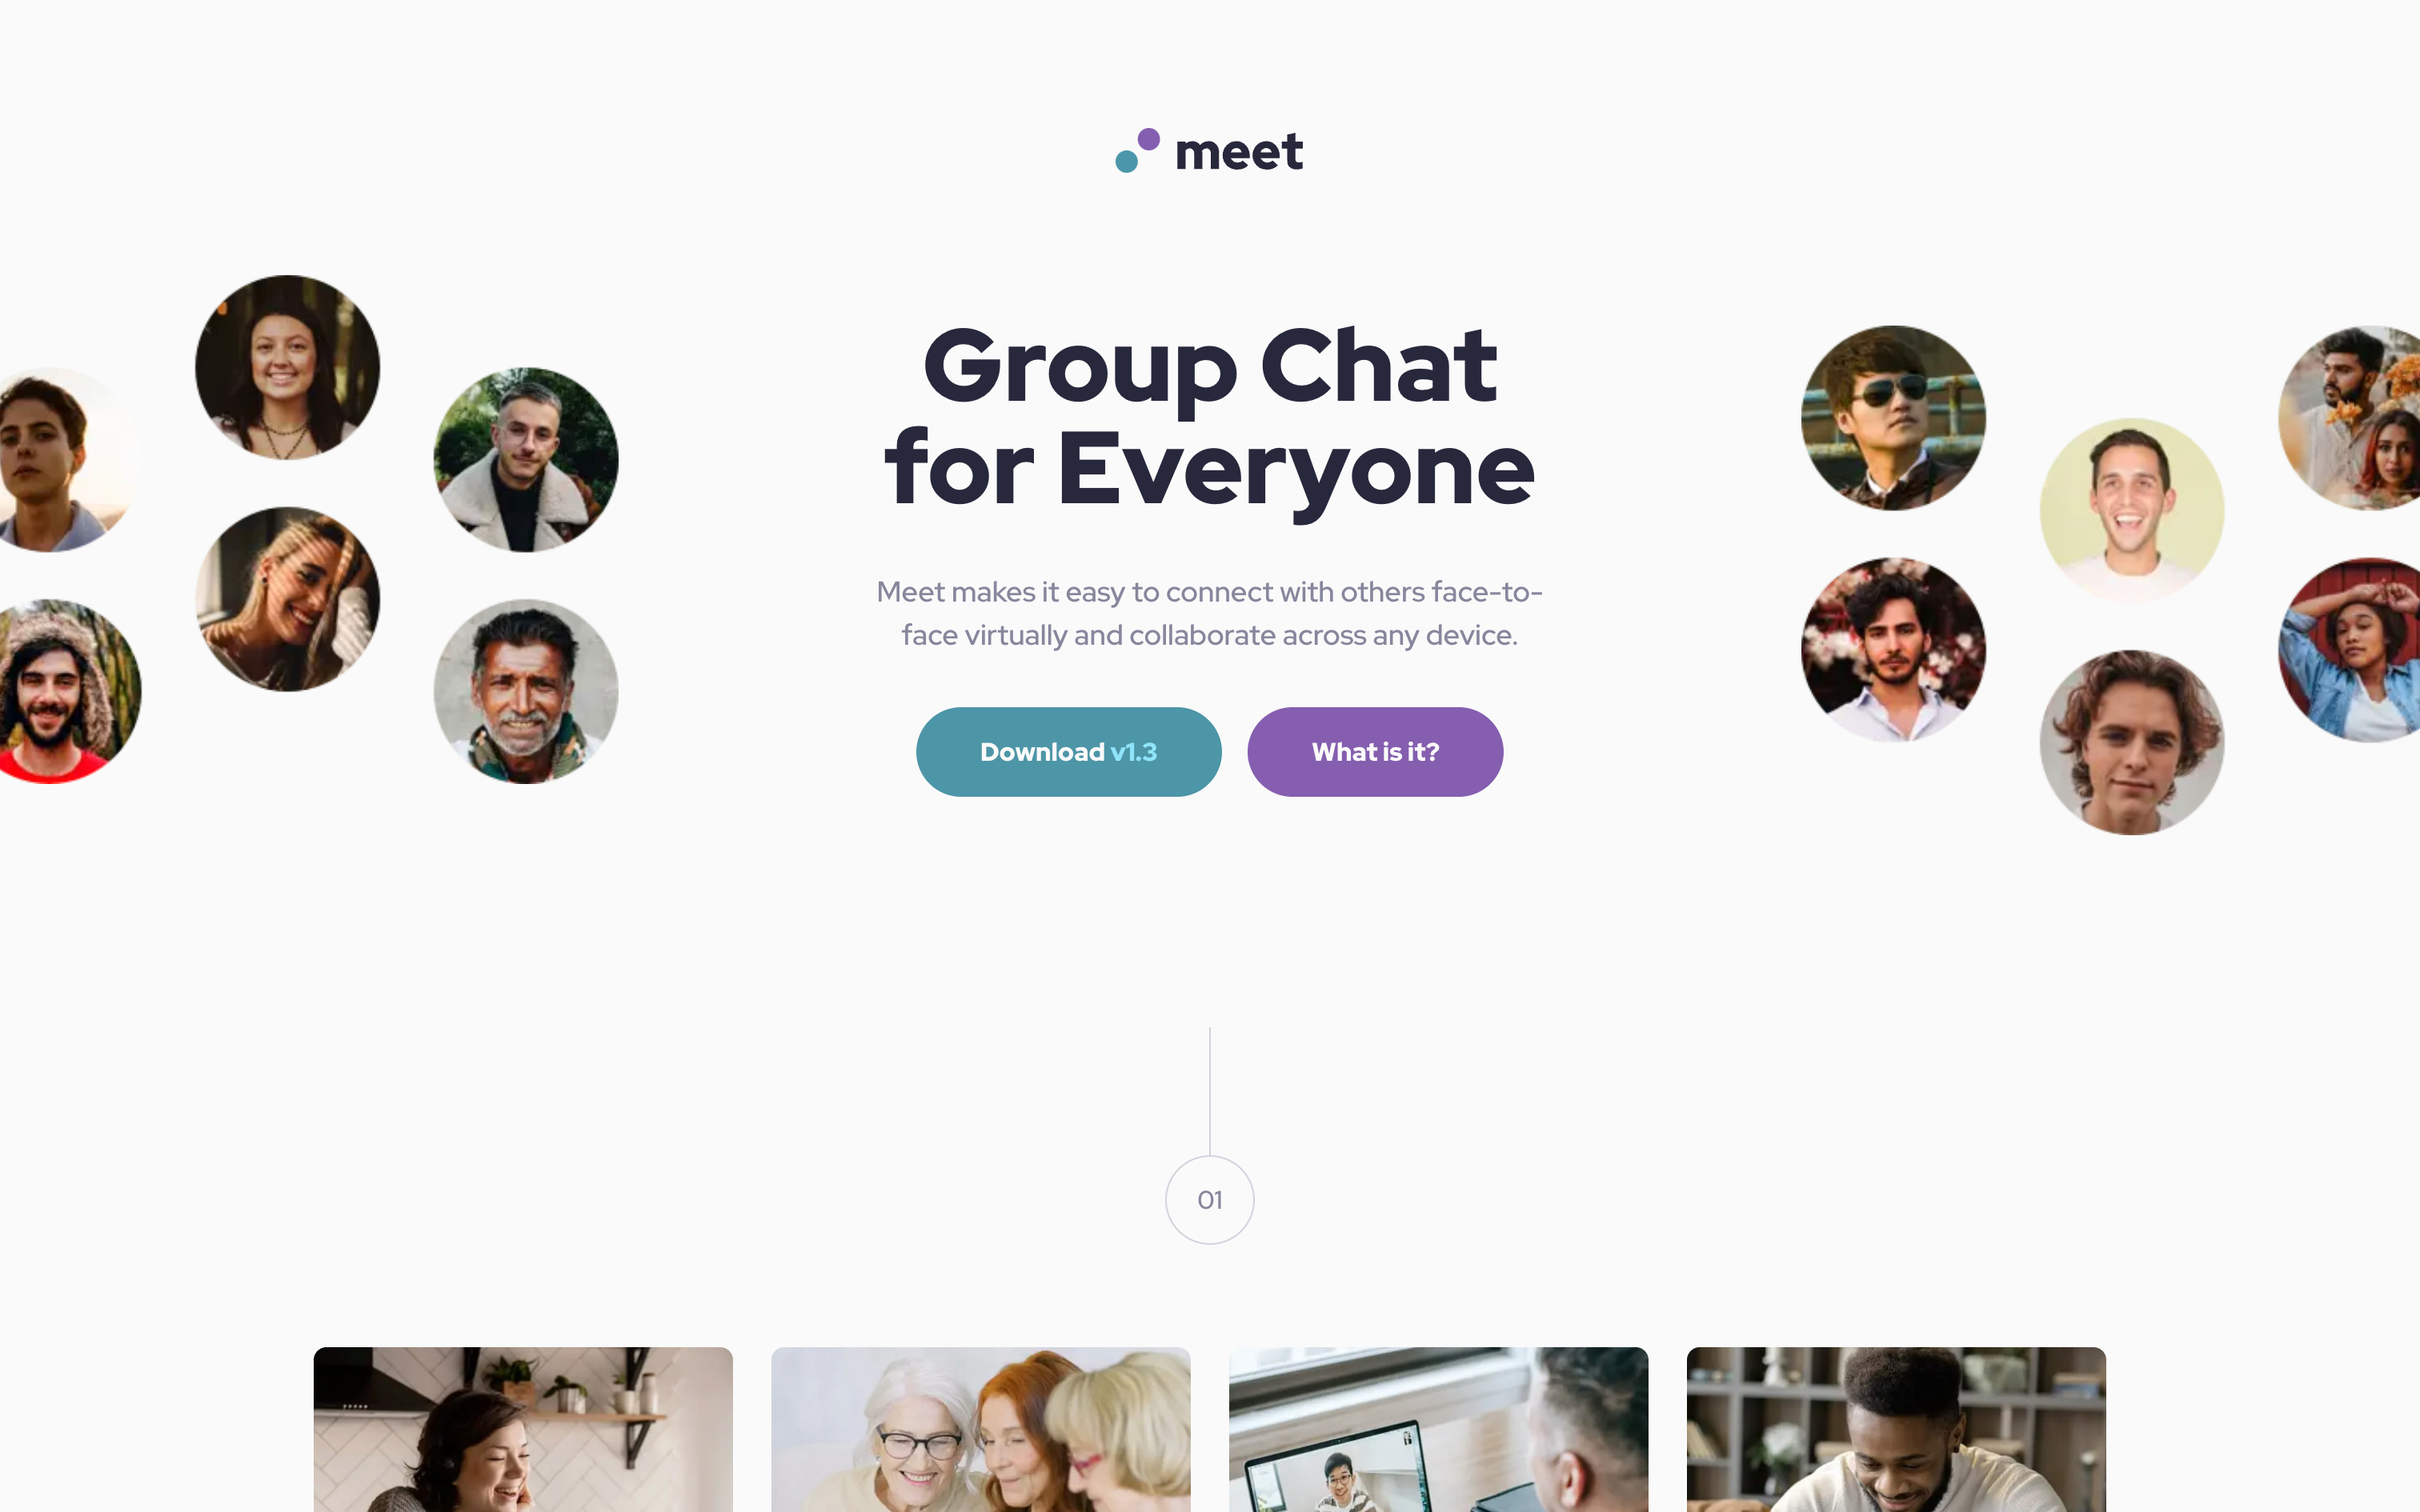 meet
Group Chat
for Everyone
Meet makes it easy to connect with others face-to-
face virtually and collaborate across any device.
Download v1.3
What is it?
01